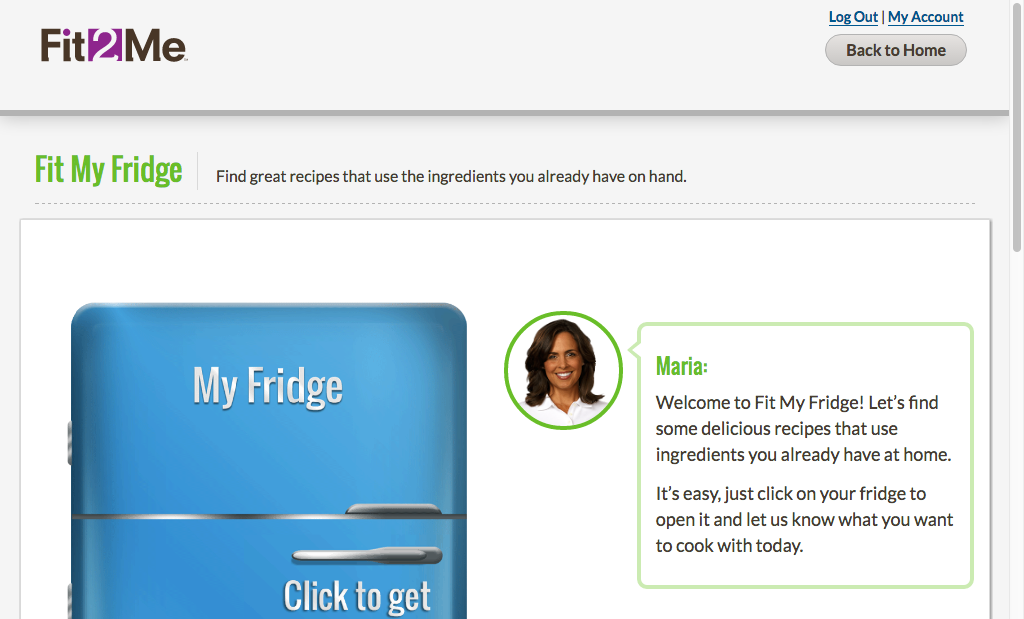 Log Out | My Account
Fit2Me
Back to Home
Fit My Fridge
Find great recipes that use the ingredients you already have on hand.
My Fridge
Maria:
Welcome to Fit My Fridge! Let’s find
some delicious recipes that use
ingredients you already have at home.
It’s easy, just click on your fridge to
open it and let us know what you want
to cook with today.
Click to get